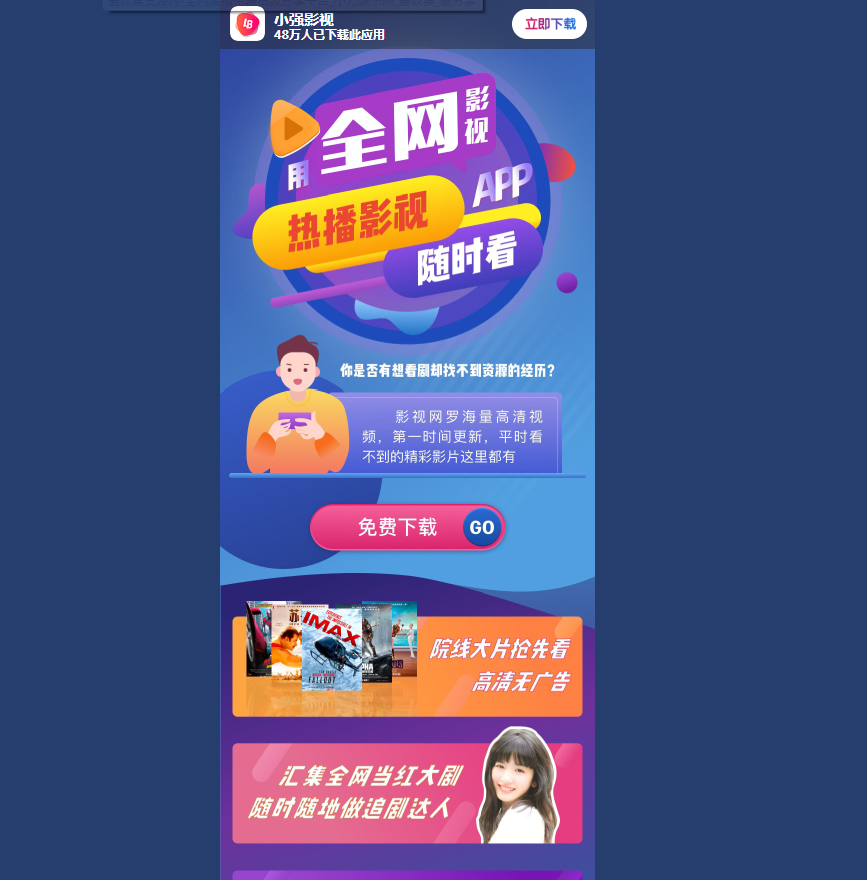 小强影视
48万人已下载此应用
立即下载
用
全网
影视
热播影视
APP
随时看
你是否有想看剧却找不到资源的经历?
影视网罗海量高清视
频,第一时间更新,平时看
不到的精彩影片这里都有
免费下载
GO
IMAX
FALLOUT
院线大片抢先看
高清无广告
汇集全网当红大剧
随时随地做追剧达人